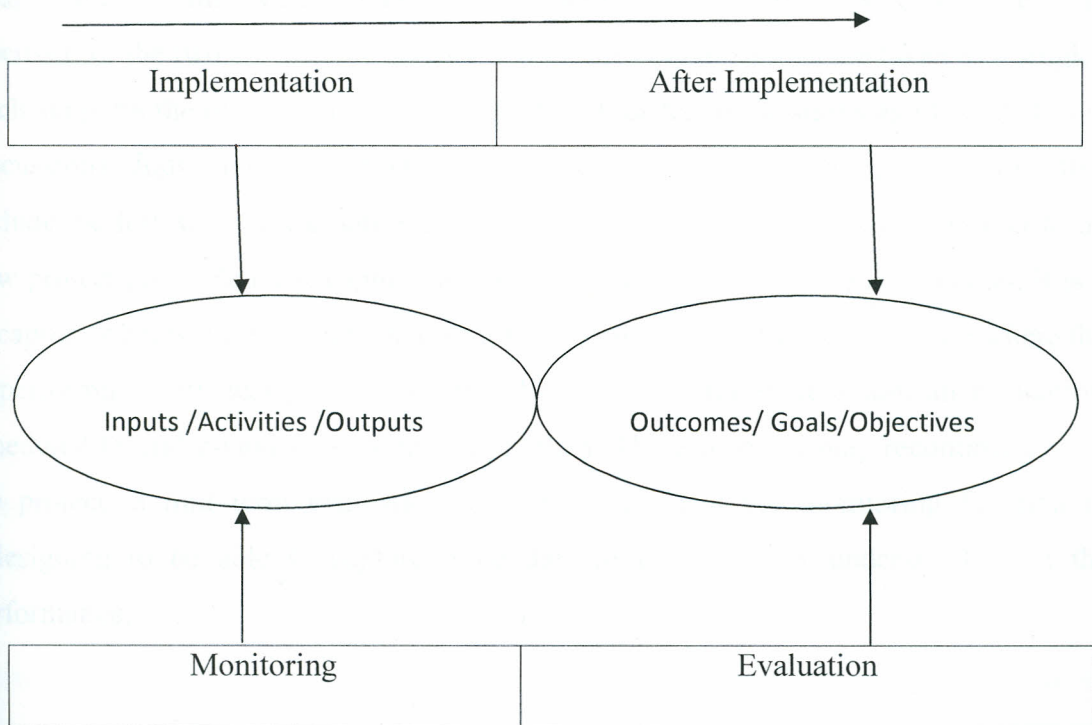 Implementation
After Implementation
Inputs /Activities /Outputs
Outcomes/ Goals/Objectives
Monitoring
Evaluation